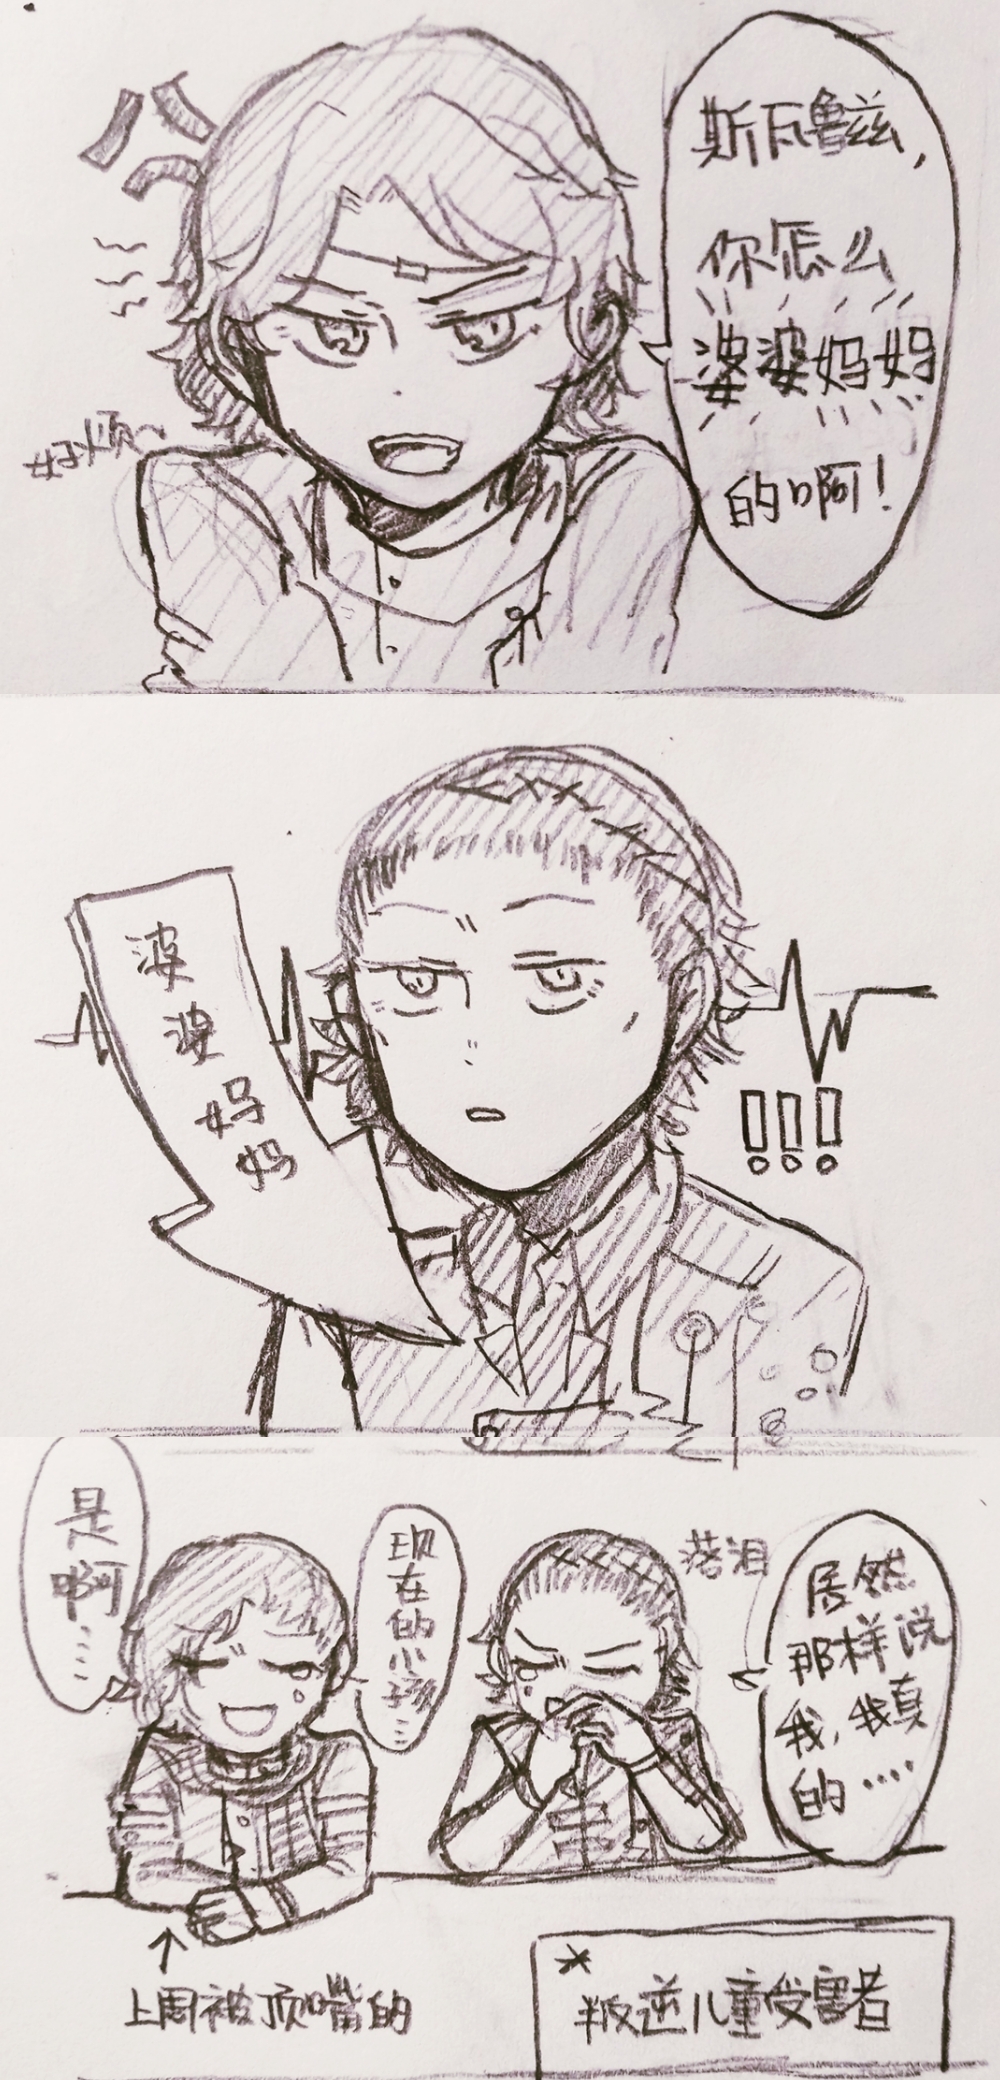 斯瓦鲁兹,
你怎么
婆婆妈妈
的啊!
好烦~
婆婆妈妈
!!!
居然
那样说
我,我真
的····
落泪
现在的小孩...
是啊....
↑
上周被顶嘴的
*
叛逆儿童受害者